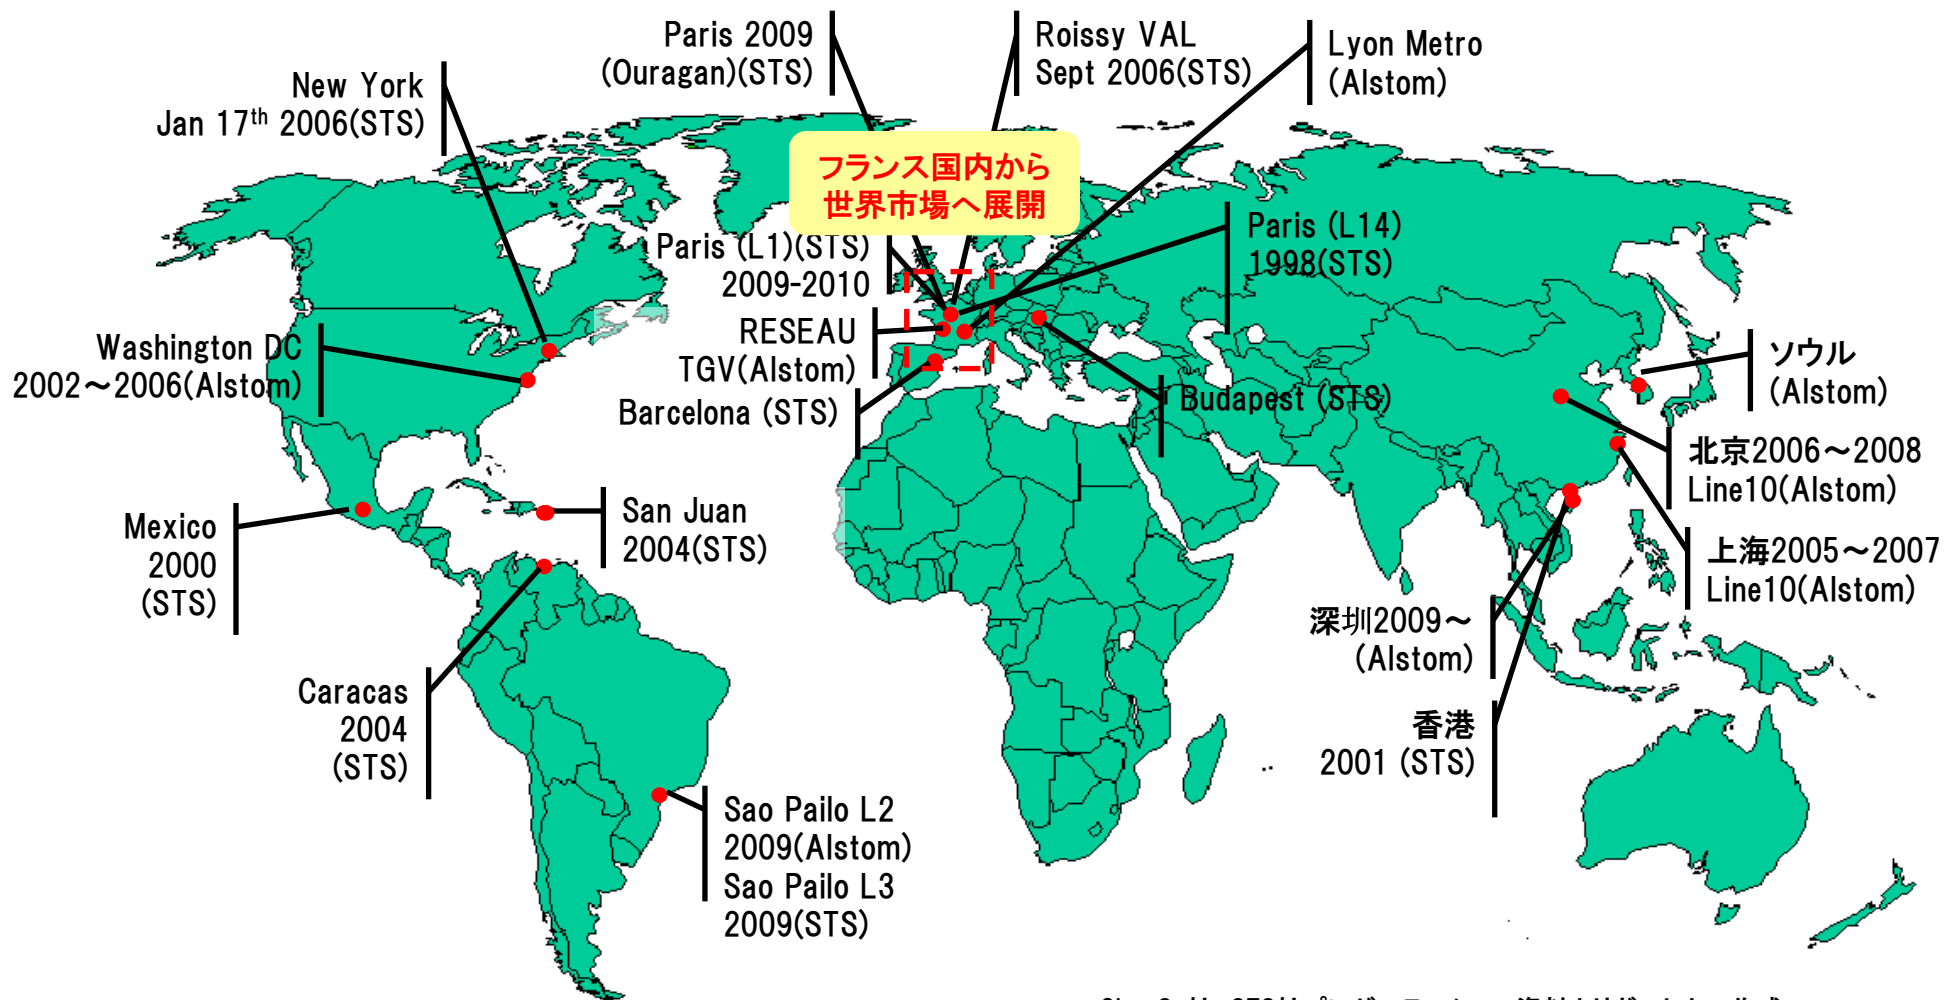 Paris 2009
(Ouragan)(STS)
Roissy VAL
Sept 2006(STS)
Lyon Metro
(Alstom)
New York
Jan 17th 2006(STS)
フランス国内から
世界市場へ展開
Paris (L1)(STS)
2009-2010
Paris (L14)
1998(STS)
RESEAU
TGV(Alstom)
Washington DC
2002～2006(Alstom)
Barcelona (STS)
Budapest (STS)
ソウル
(Alstom)
北京2006～2008
Line10(Alstom)
Mexico
2000
(STS)
San Juan
2004(STS)
上海2005～2007
Line10(Alstom)
深圳2009～
(Alstom)
Caracas
2004
(STS)
香港
2001 (STS)
Sao Pailo L2
2009(Alstom)
Sao Pailo L3
2009(STS)